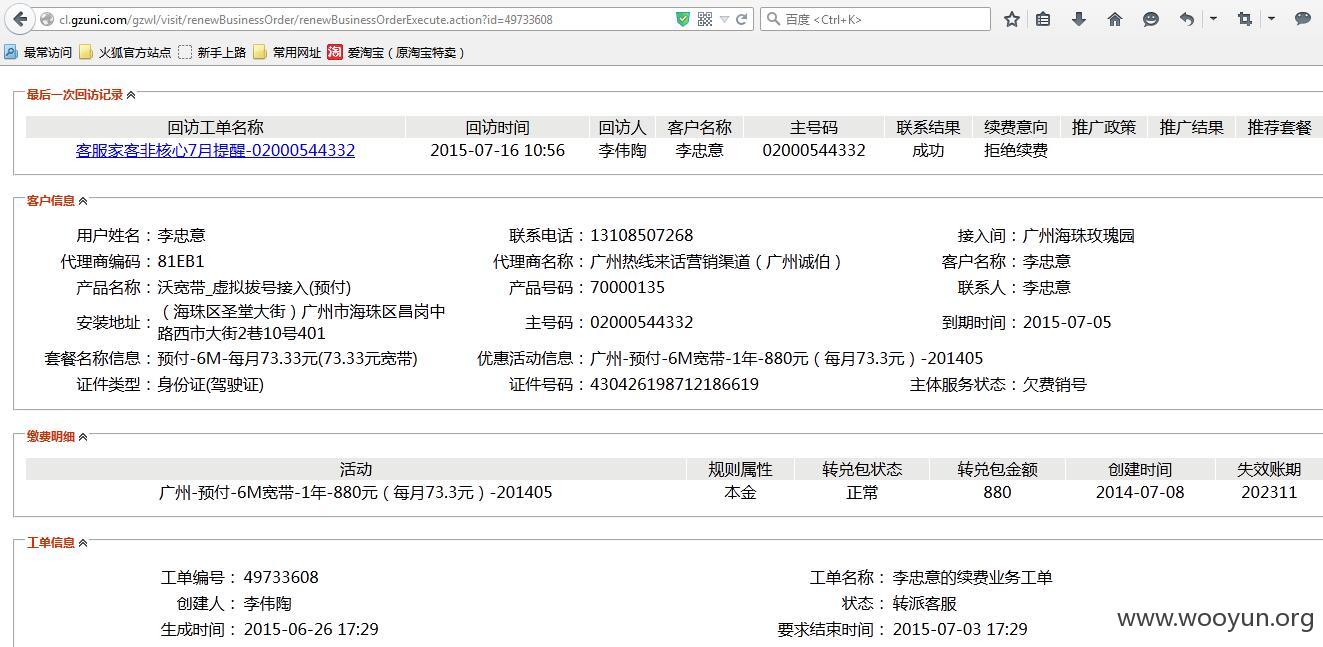 cl.gzuni.com/gzwl/visit/renewBusinessOrder/renewBusinessOrderExecute.action?id=49733608 百度 <Ctrl+K>
最常访问 火狐官方站点 新手上路 常用网址 淘 爱淘宝（原淘宝特卖）
最后一次回访记录
回访工单名称 回访时间 回访人 客户名称 主号码 联系结果 续费意向 推广政策 推广结果 推荐套餐
客服家客非核心7月提醒-02000544332 2015-07-16 10:56 李伟陶 李忠意 02000544332 成功 拒绝续费
客户信息
用户姓名：李忠意 联系电话：13108507268 接入间：广州海珠玫瑰园
代理商编码：81EB1 代理商名称：广州热线来话营销渠道（广州诚伯） 客户名称：李忠意
产品名称：沃宽带_虚拟拔号接入(预付) 产品号码：70000135 联系人：李忠意
安装地址：（海珠区圣堂大街）广州市海珠区昌岗中
路西市大街2巷10号401 主号码：02000544332 到期时间：2015-07-05
套餐名称信息：预付-6M-每月73.33元(73.33元宽带) 优惠活动信息：广州-预付-6M宽带-1年-880元（每月73.3元）-201405
证件类型：身份证(驾驶证) 证件号码：430426198712186619 主体服务状态：欠费销号
缴费明细
活动 规则属性 转兑包状态 转兑包金额 创建时间 失效账期
广州-预付-6M宽带-1年-880元（每月73.3元）-201405 本金 正常 880 2014-07-08 202311
工单信息
工单编号：49733608 工单名称：李忠意的续费业务工单
创建人：李伟陶 状态：转派客服
生成时间：2015-06-26 17:29 要求结束时间：2015-07-03 17:29
www.wooyun.org